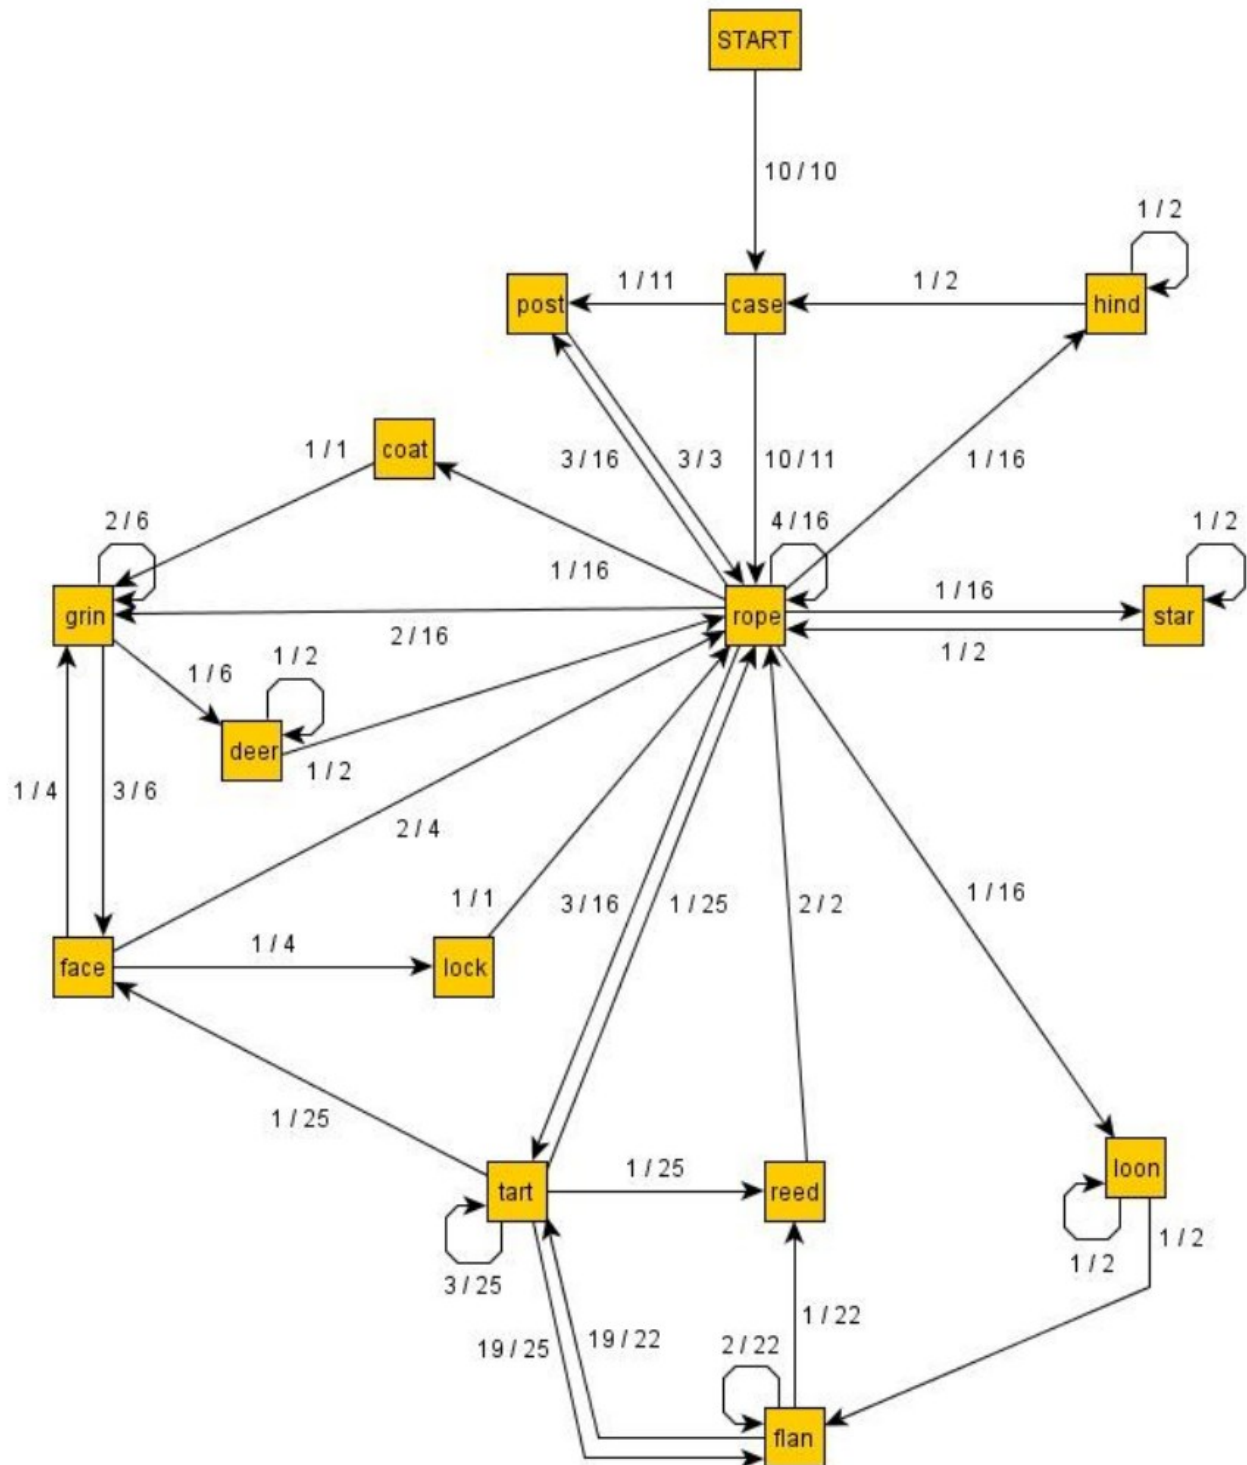 START
10 / 10
1 / 2
post
1 / 11
case
1 / 2
hind
coat
1 / 1
3 / 16
3 / 3
10 / 11
1 / 16
2 / 6
4 / 16
1 / 2
grin
1 / 16
rope
1 / 16
star
2 / 16
1 / 2
1 / 6
1 / 2
deer
1 / 2
1 / 4
3 / 6
2 / 4
1 / 1
3 / 16
1 / 25
2 / 2
1 / 16
face
1 / 4
lock
1 / 25
tart
1 / 25
reed
loon
3 / 25
1 / 2
1 / 2
19 / 25
19 / 22
2 / 22
1 / 22
flan